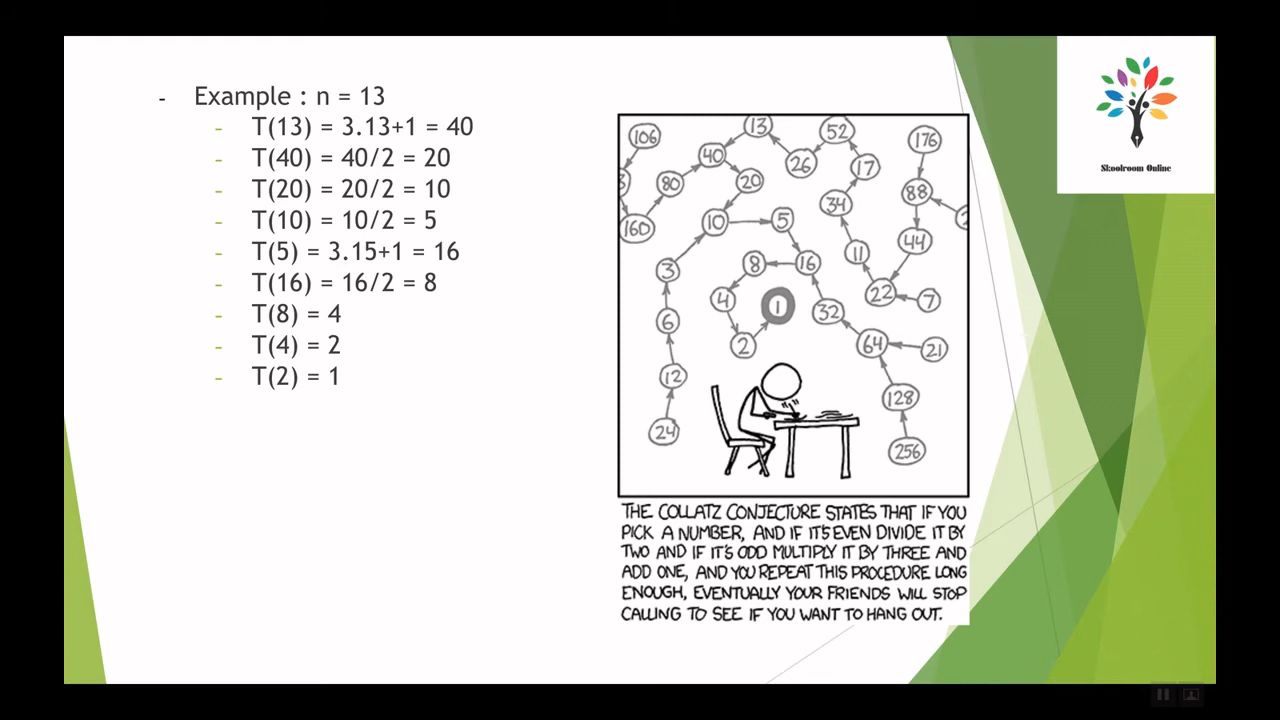 - Example : n = 13
- T(13) = 3.13+1 = 40
- T(40) = 40/2 = 20
- T(20) = 20/2 = 10
- T(10) = 10/2 = 5
- T(5) = 3.15+1 = 16
- T(16) = 16/2 = 8
- T(8) = 4
- T(4) = 2
- T(2) = 1
Skoolroom Online
106
13
52
176
40
26
17
80
20
88
34
160
10
5
44
11
3
8
16
22
7
4
1
32
6
2
64
21
12
128
24
256
THE COLLATZ CONJECTURE STATES THAT IF YOU
PICK A NUMBER, AND IF IT'S EVEN DIVIDE IT BY
TWO AND IF IT'S ODD MULTIPLY IT BY THREE AND
ADD ONE, AND YOU REPEAT THIS PROCEDURE LONG
ENOUGH, EVENTUALLY YOUR FRIENDS WILL STOP
CALLING TO SEE IF YOU WANT TO HANG OUT.